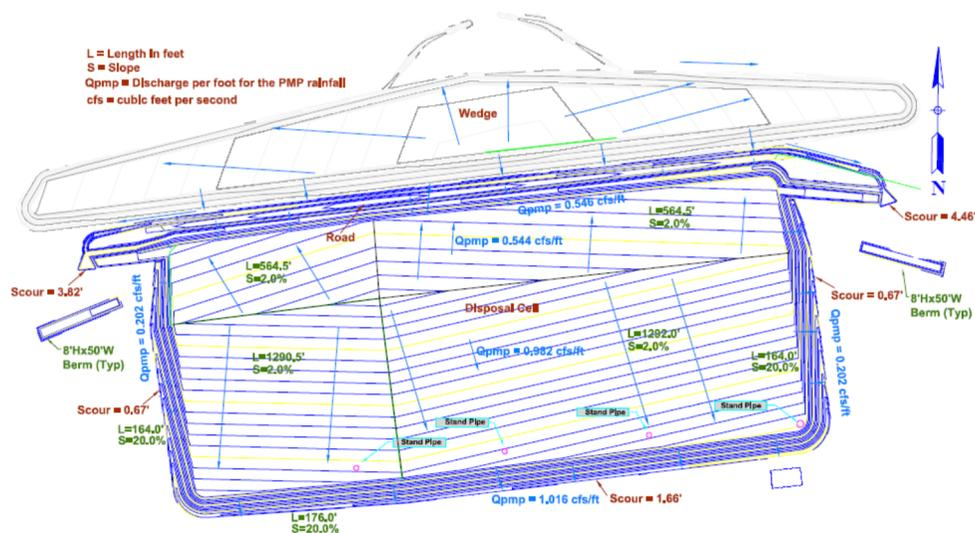 L = Length In feet
S = Slope
Qpmp = Discharge per foot for the PMP rainfall
cfs = cubic feet per second
Wedge
N
Scour = 4.46'
Qpmp = 0.546 cfs/ft
L=564.5'
S=2.0%
Road
Qpmp = 0.544 cfs/ft
L=564.5'
S=2.0%
Scour = 3.82'
8'Hx50'W
Berm (Typ)
Qpmp = 0.202 cfs/ft
Disposal Cell
Scour = 0.67'
8'Hx50'W
Berm (Typ)
L=1290.5'
S=2.0%
Qpmp = 0.982 cfs/ft
L=1292.0'
S=2.0%
L=164.0'
S=20.0%
Qpmp = 0.202 cfs/ft
Scour = 0.67'
L=164.0'
S=20.0%
Stand Pipe
Stand Pipe
Stand Pipe
Stand Pipe
Qpmp = 1.016 cfs/ft
Scour = 1.66'
L=176.0'
S=20.0%